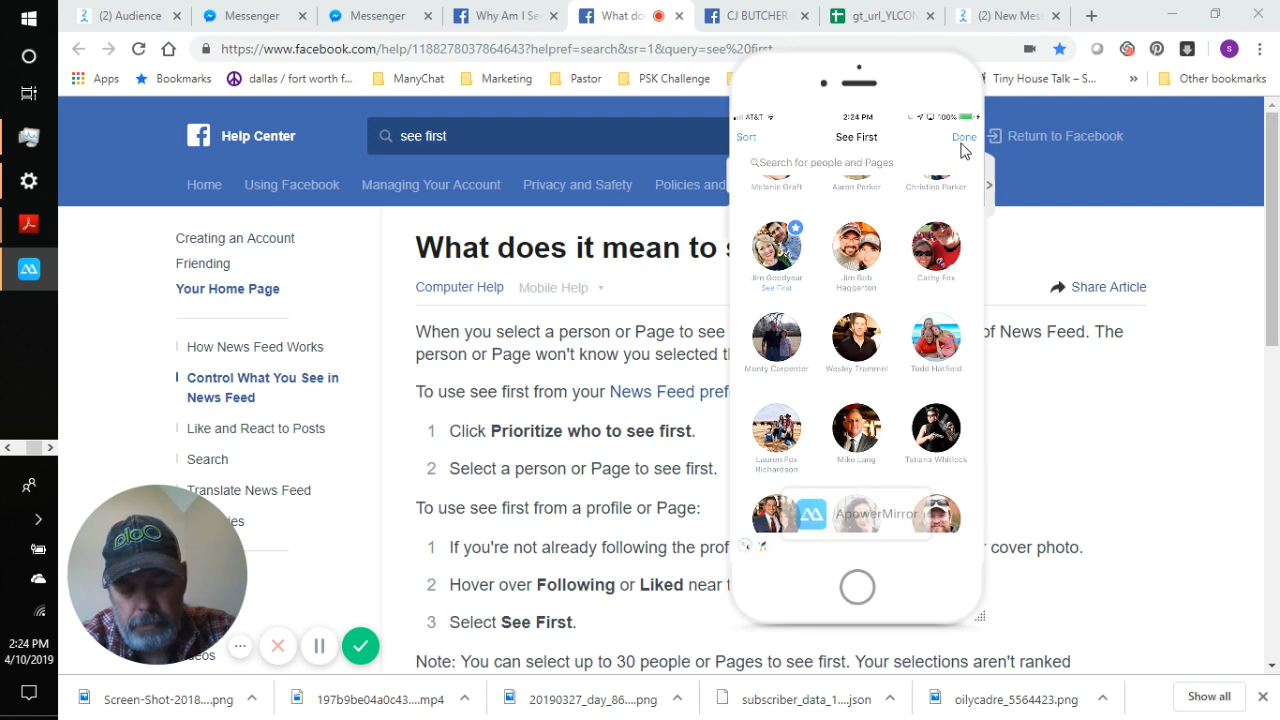 (2) Audience
Messenger
Messenger
Why Am I Se
What do
CJ BUTCHER
gt_url_YLCON
(2) New Mess
https://www.facebook.com/help/118827803786464​3?helpref=search&sr=1&query=see%20first
Apps
Bookmarks
dallas / fort worth f...
ManyChat
Marketing
Pastor
PSK Challenge
Tiny House Talk – S...
Other bookmarks
Help Center
see first
Return to Facebook
Home
Using Facebook
Managing Your Account
Privacy and Safety
Policies and
AT&T
2:24 PM
100%
Sort
See First
Done
Search for people and Pages
Melanie Graft
Aaron Parker
Christina Parker
Jim Goodyear
See First
Jim Bob
Haggerton
Cathy Fox
Monty Carpenter
Wesley Trammel
Todd Hatfield
Lauren Fox
Richardson
Mike Lang
Tatiana Whitlock
ApowerMirror
Creating an Account
Friending
Your Home Page
How News Feed Works
Control What You See in
News Feed
Like and React to Posts
Search
Translate News Feed
What does it mean to s
Computer Help
Mobile Help
Share Article
When you select a person or Page to see
of News Feed. The
person or Page won't know you selected t
To use see first from your News Feed pref
1 Click Prioritize who to see first.
2 Select a person or Page to see first.
To use see first from a profile or Page:
1 If you're not already following the prof
cover photo.
2 Hover over Following or Liked near t
3 Select See First.
Note: You can select up to 30 people or Pages to see first. Your selections aren't ranked
2:24 PM
4/10/2019
Screen-Shot-2018....png
197b9be04a0c43....mp4
20190327_day_86....png
subscriber_data_1....json
oilycadre_5564423.png
Show all